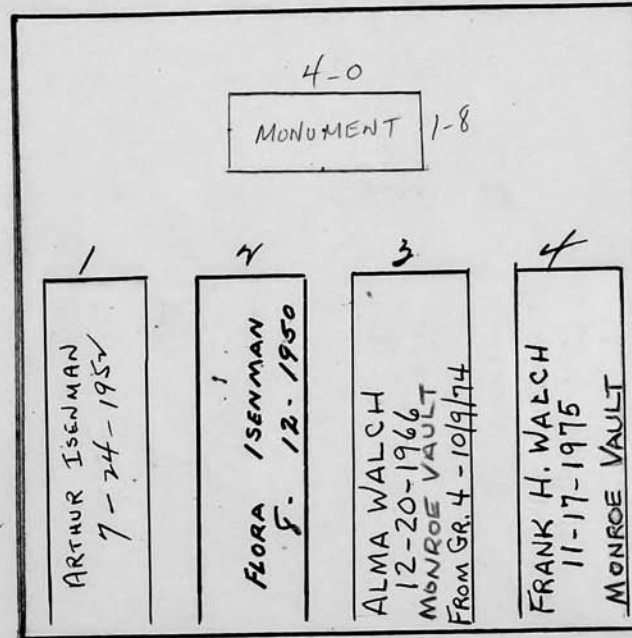 4-0
MONUMENT
1-8
1
2
3
4
ARTHUR ISENMAN
7-24-1952
FLORA ISENMAN
8-12-1950
ALMA WALCH
12-20-1966
MONROE VAULT
FROM GR. 4-10/9/74
FRANK H. WALCH
11-17-1975
MONROE VAULT